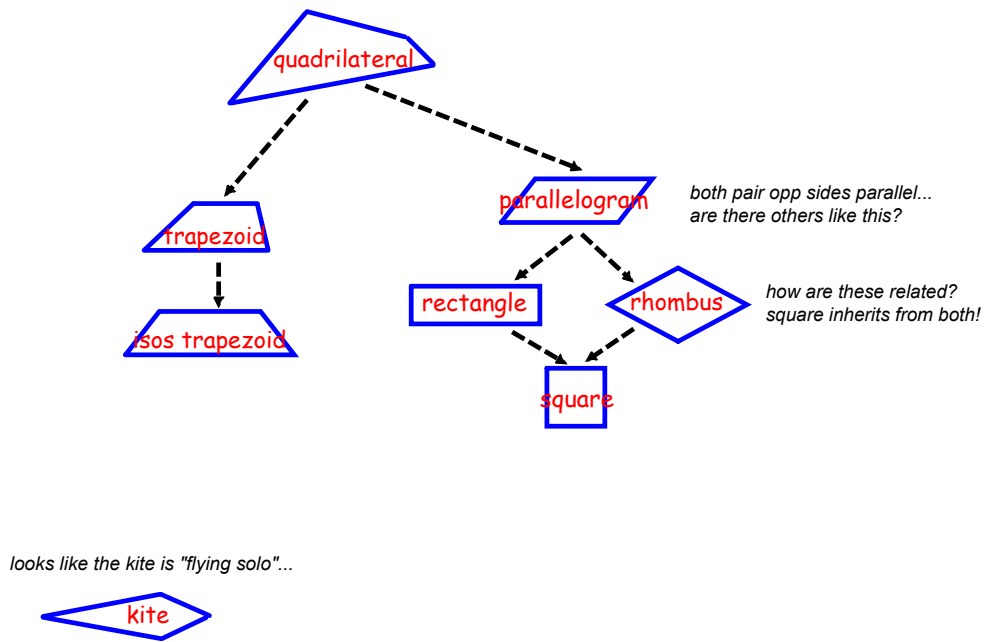 quadrilateral
trapezoid
parallelogram
both pair opp sides parallel...
are there others like this?
isos trapezoid
rectangle
rhombus
how are these related?
square inherits from both!
square
looks like the kite is "flying solo"...
kite